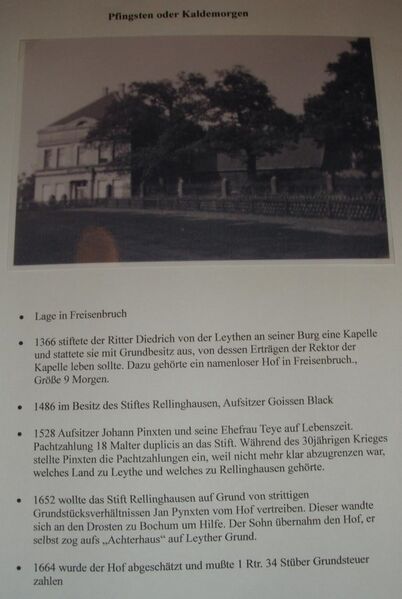 Pfingsten oder Kaldemorgen
• Lage in Freisenbruch
• 1366 stiftete der Ritter Diedrich von der Leythen an seiner Burg eine Kapelle
und stattete sie mit Grundbesitz aus, von dessen Erträgen der Rektor der
Kapelle leben sollte. Dazu gehörte ein namenloser Hof in Freisenbruch.,
Größe 9 Morgen.
• 1486 im Besitz des Stiftes Rellinghausen, Aufsitzer Goissen Black
• 1528 Aufsitzer Johann Pinxten und seine Ehefrau Teye auf Lebenszeit.
Pachtzahlung 18 Malter duplicis an das Stift. Während des 30jährigen Krieges
stellte Pinxten die Pachtzahlungen ein, weil nicht mehr klar abzugrenzen war,
welches Land zu Leythe und welches zu Rellinghausen gehörte.
• 1652 wollte das Stift Rellinghausen auf Grund von strittigen
Grundstücksverhältnissen Jan Pynxten vom Hof vertreiben. Dieser wandte
sich an den Drosten zu Bochum um Hilfe. Der Sohn übernahm den Hof, er
selbst zog aufs „Achterhaus" auf Leyther Grund.
• 1664 wurde der Hof abgeschätzt und mußte 1 Rtr. 34 Stüber Grundsteuer
zahlen